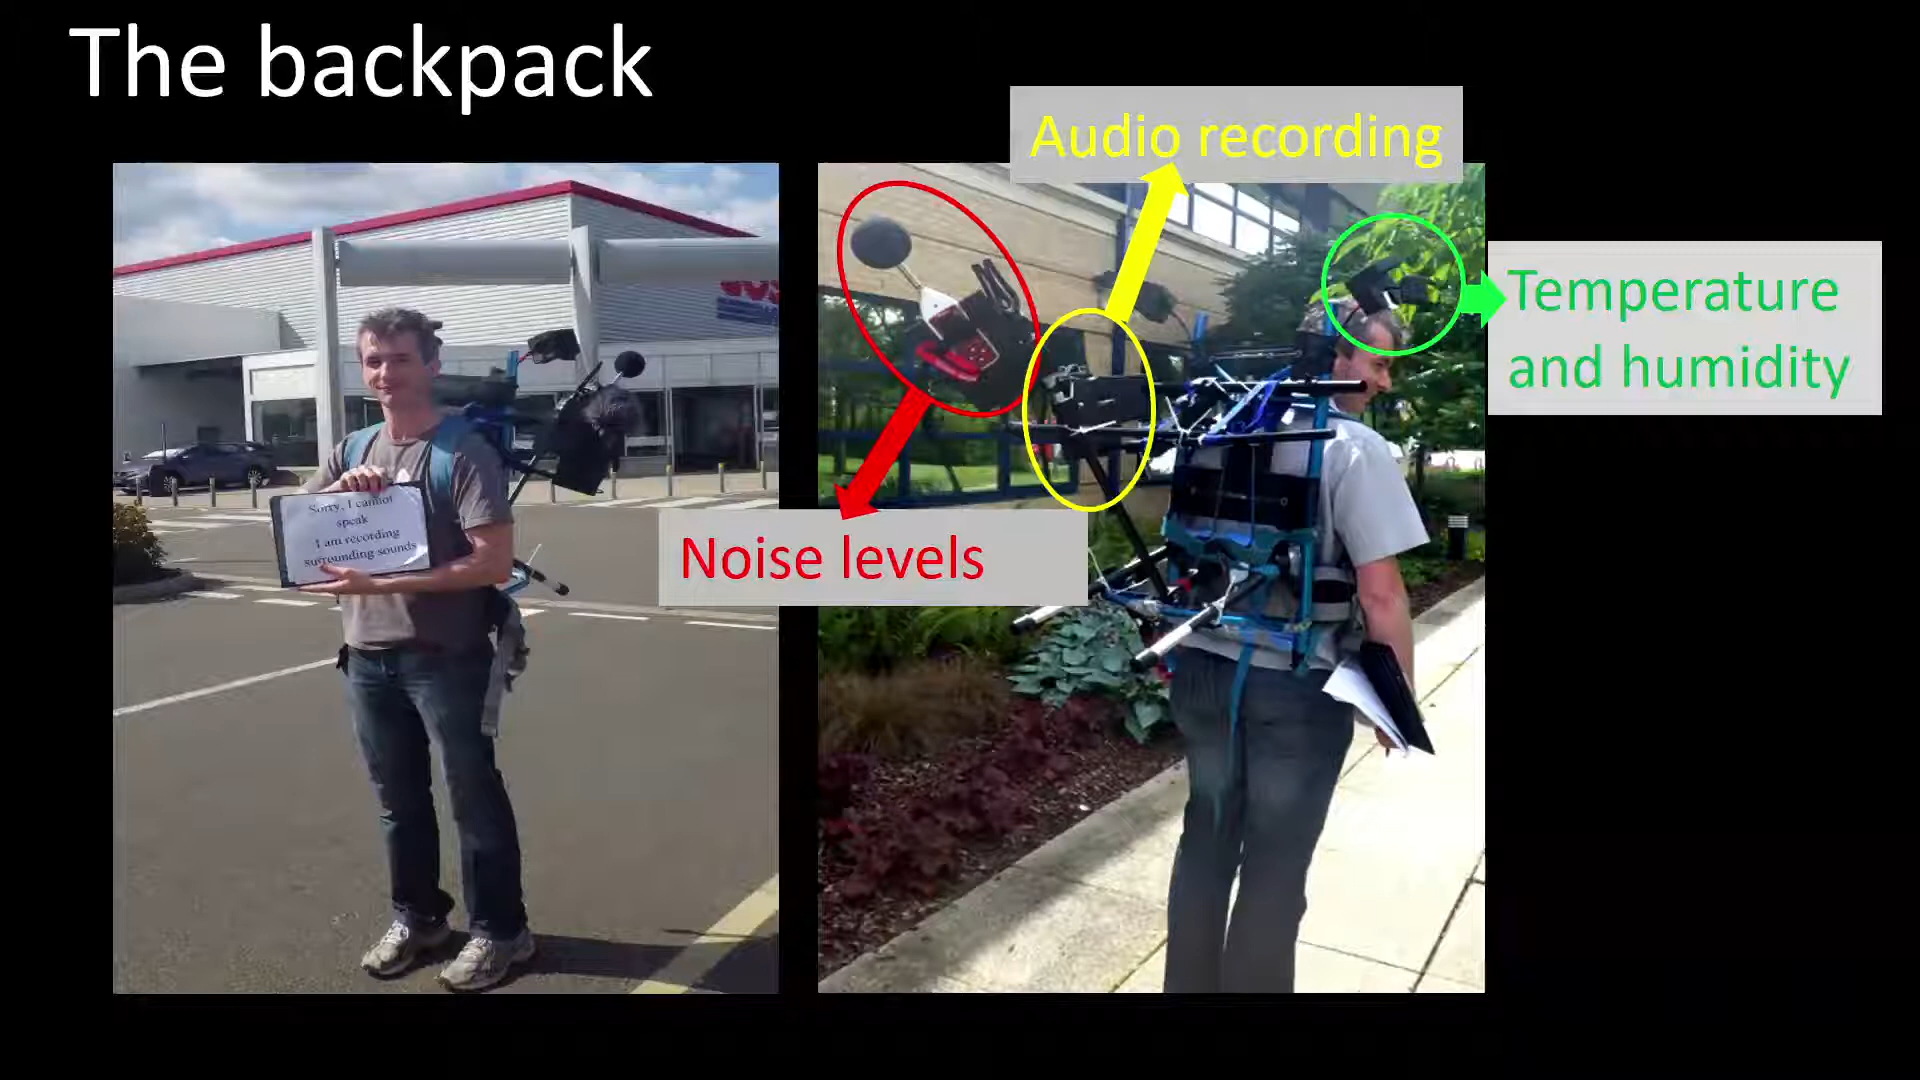 The backpack
Audio recording
Temperature
and humidity
Noise levels
Sorry, I cannot
speak
I am recording
surrounding sounds